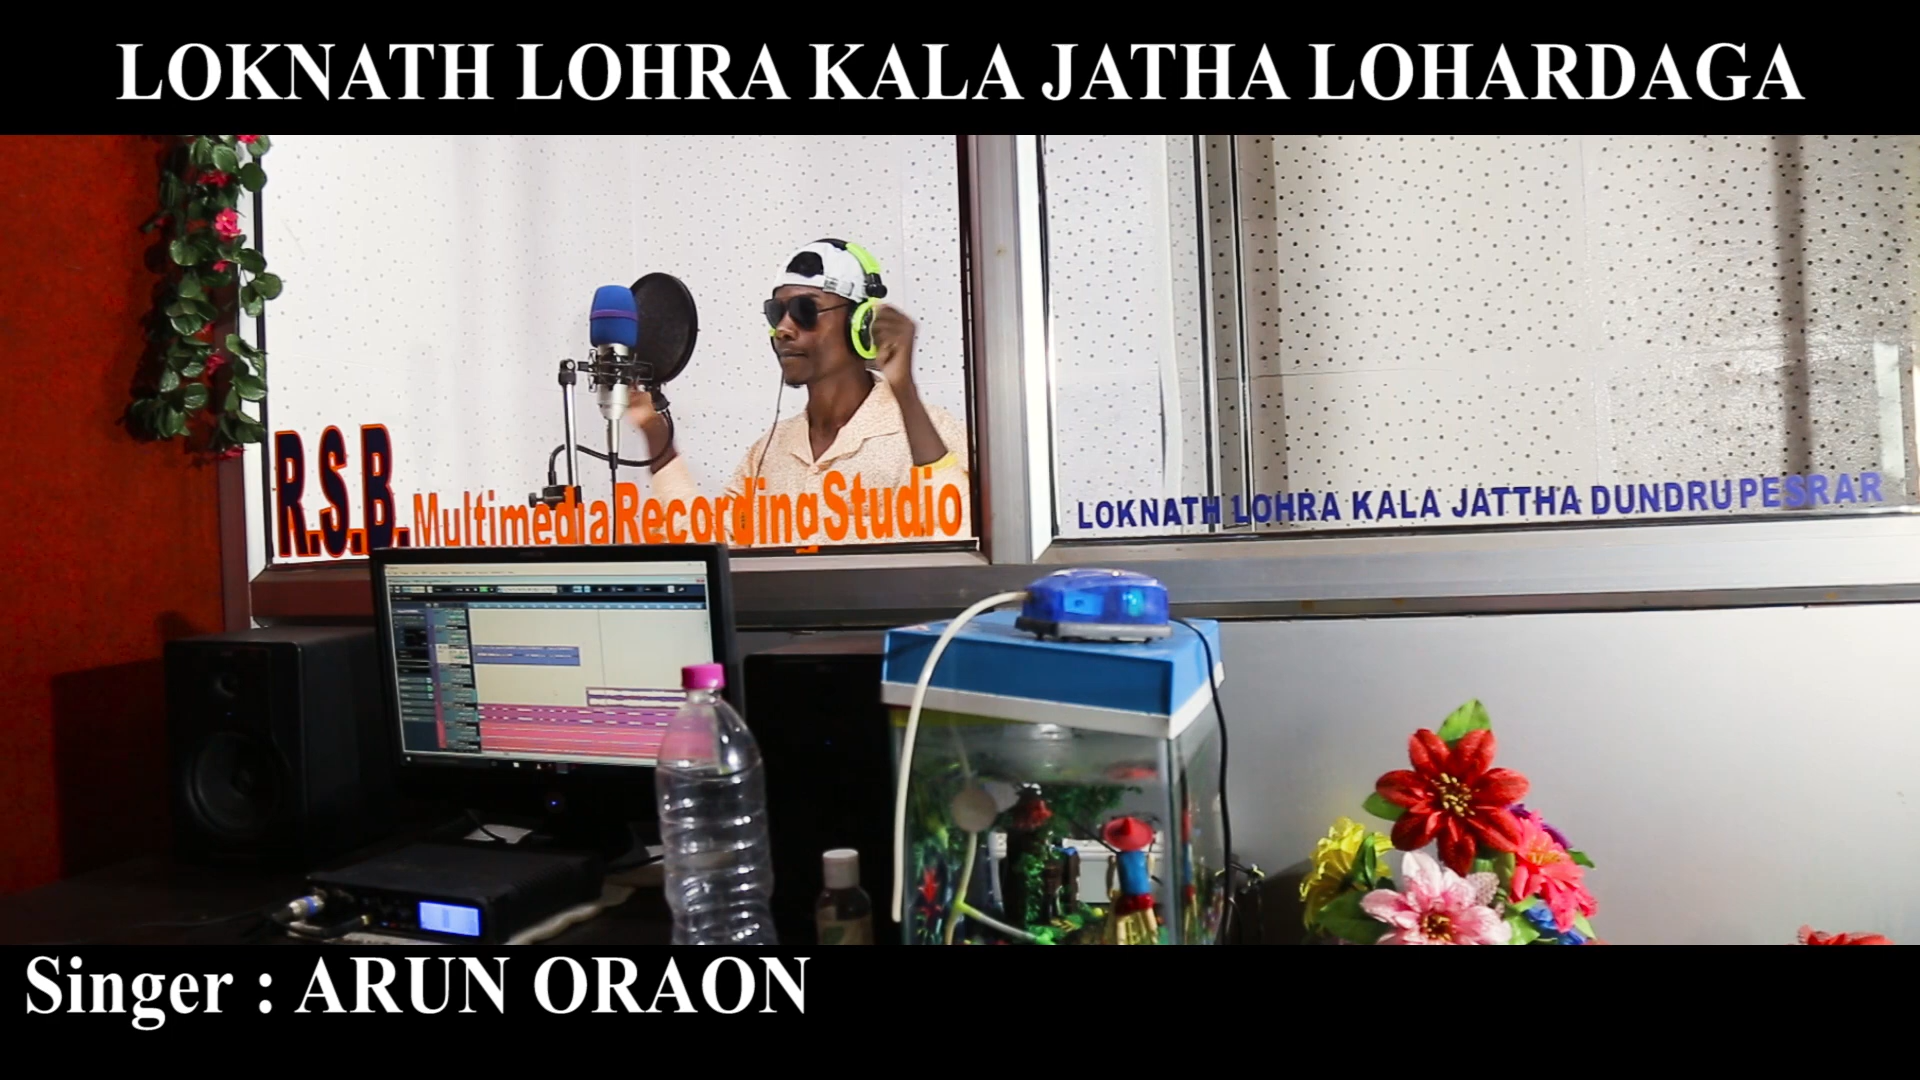 LOKNATH LOHRA KALA JATHA LOHARDAGA
R.S.B. Multimedia Recording Studio
LOKNATH LOHRA KALA JATTHA DUNDRU PESRAR
Singer : ARUN ORAON